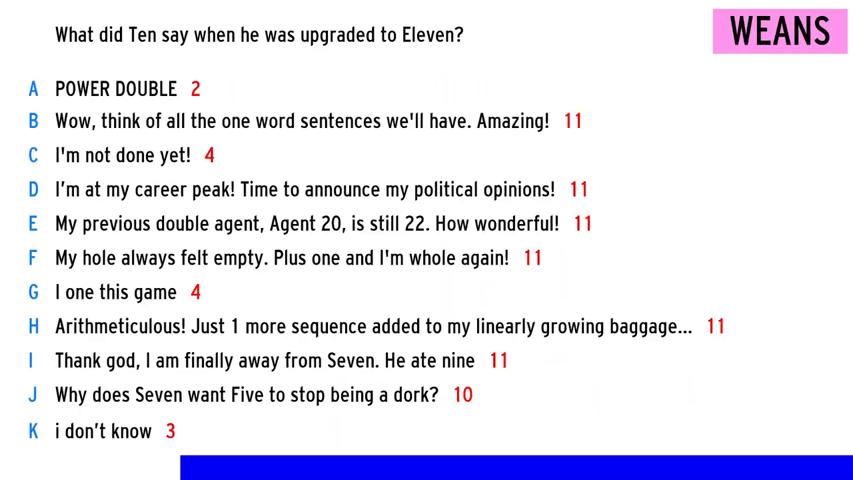 What did Ten say when he was upgraded to Eleven?
WEANS
A POWER DOUBLE 2
B Wow, think of all the one word sentences we'll have. Amazing! 11
C I'm not done yet! 4
D I’m at my career peak! Time to announce my political opinions! 11
E My previous double agent, Agent 20, is still 22. How wonderful! 11
F My hole always felt empty. Plus one and I'm whole again! 11
G I one this game 4
H Arithmeticulous! Just 1 more sequence added to my linearly growing baggage... 11
I Thank god, I am finally away from Seven. He ate nine 11
J Why does Seven want Five to stop being a dork? 10
K i don’t know 3